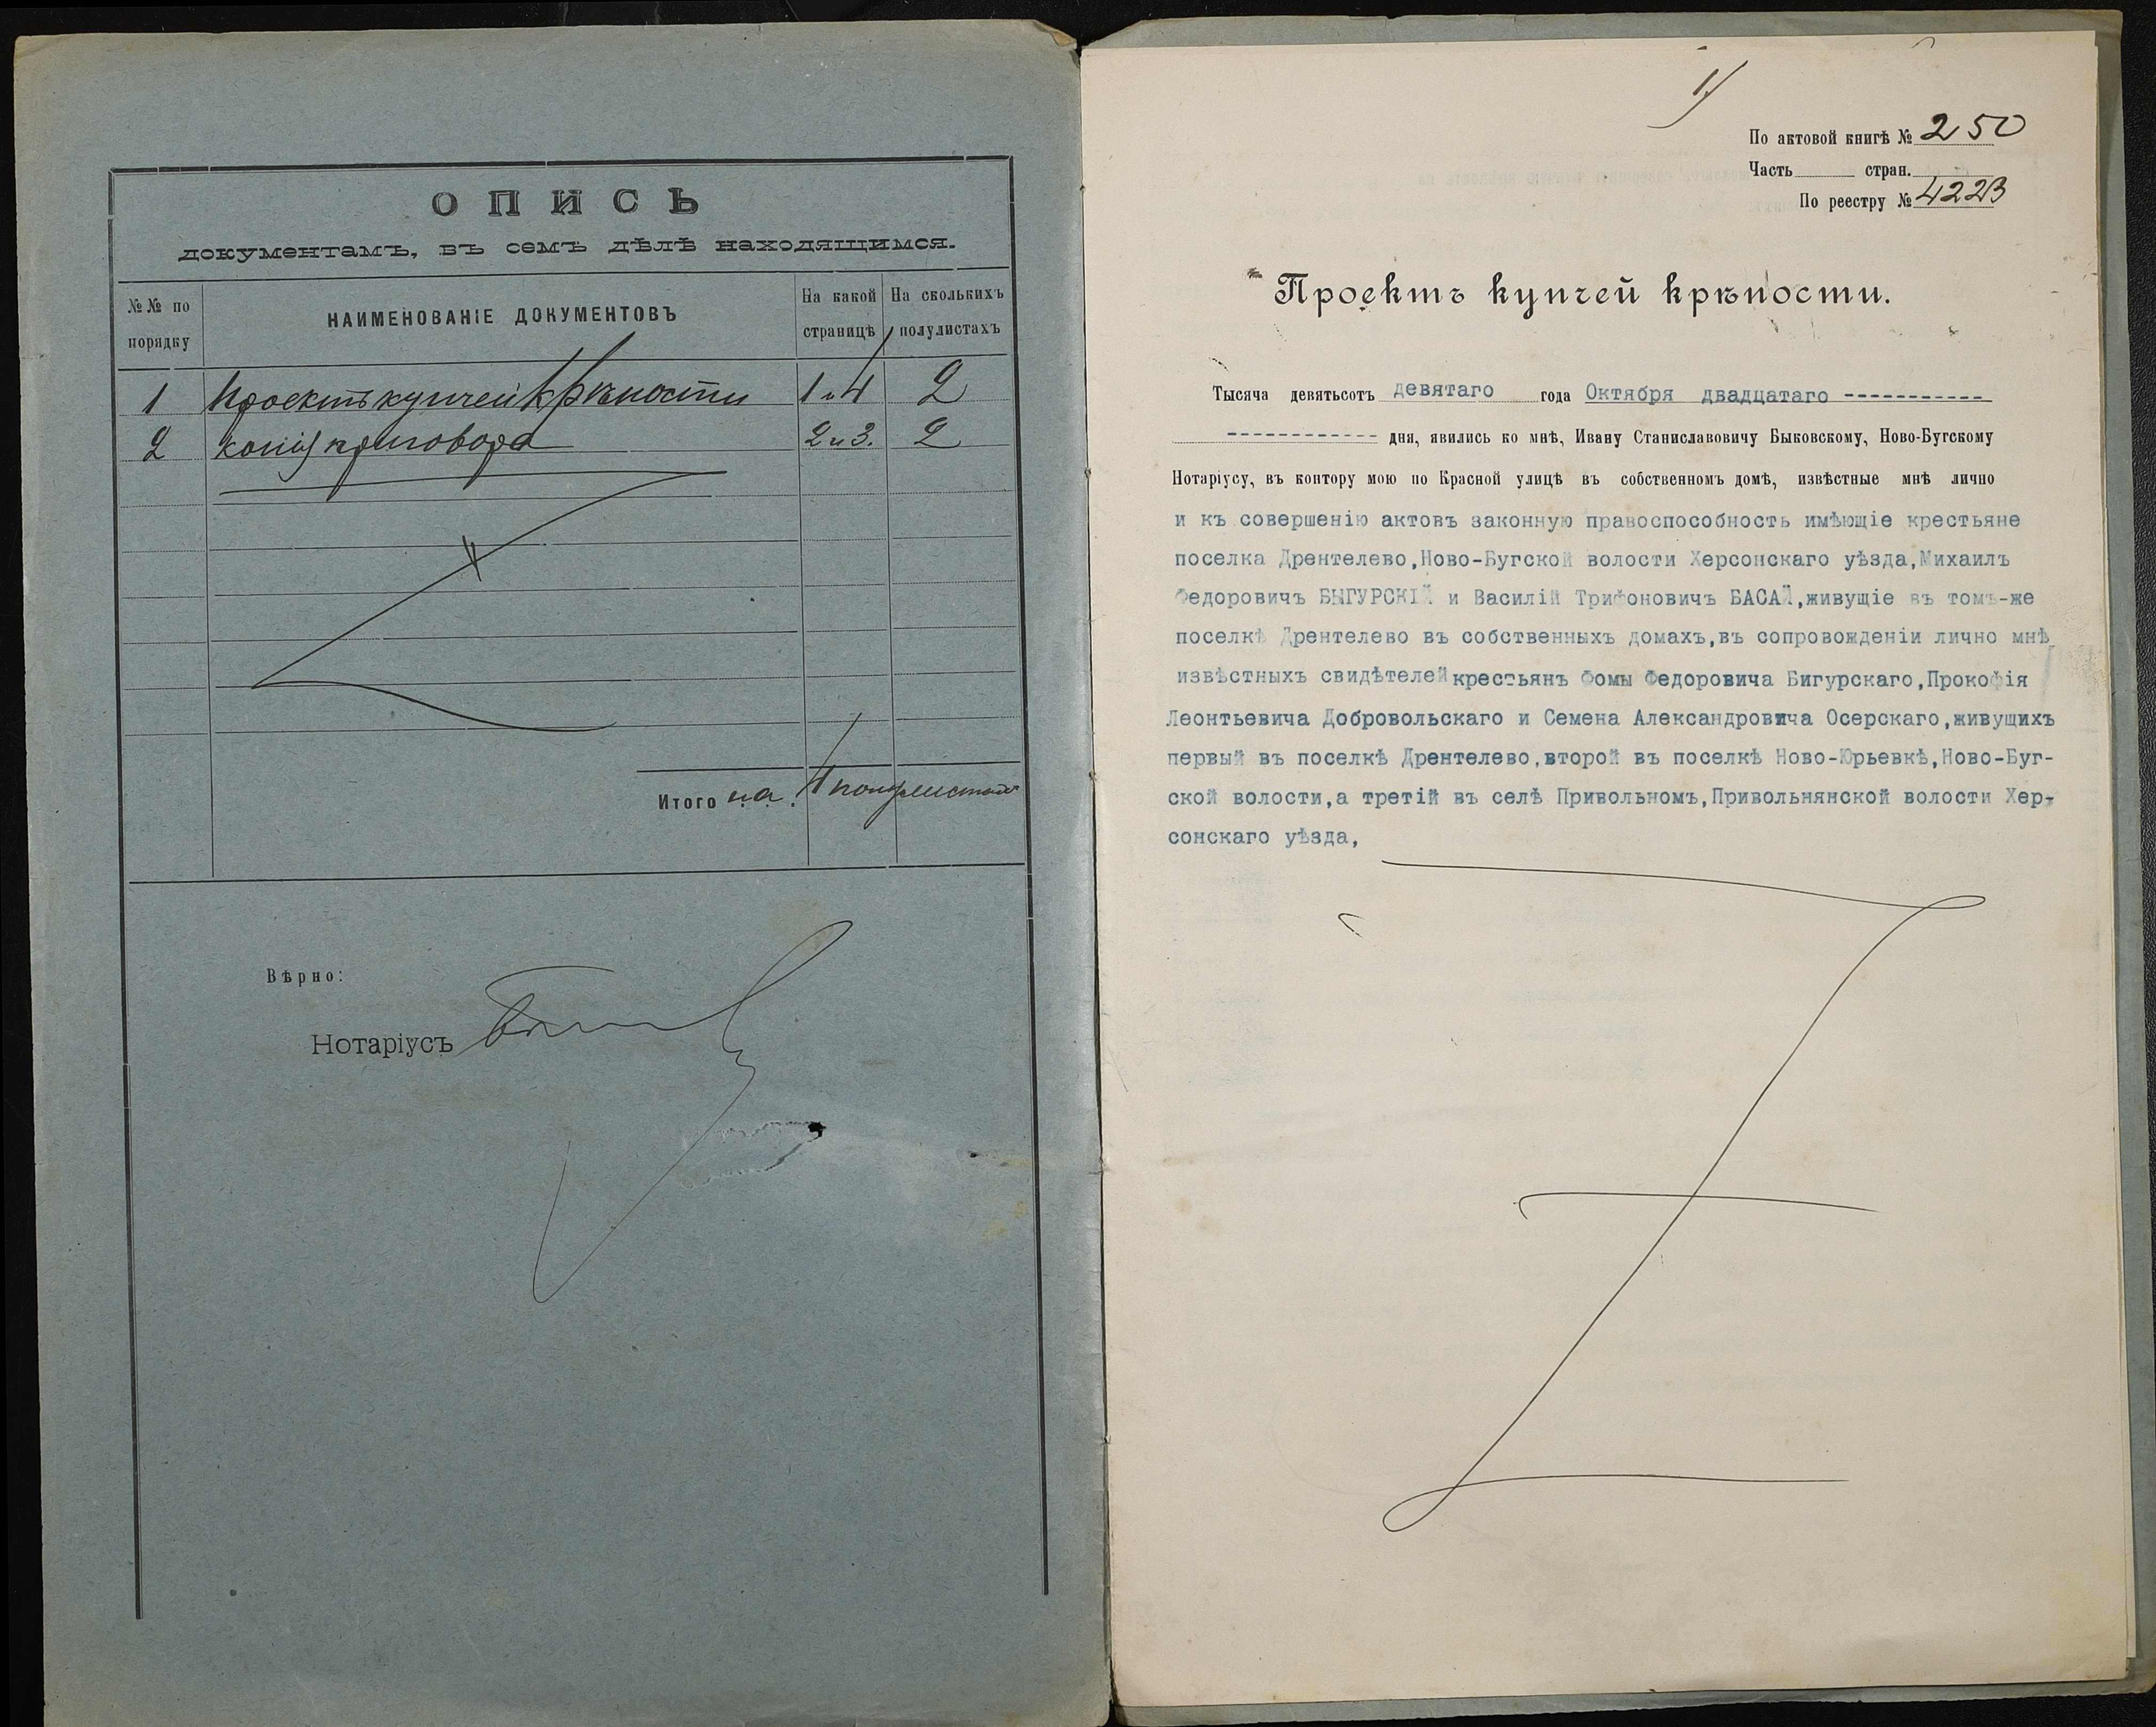 ОПИСЬ
документамъ, въ семъ дѣлѣ находящимся.
№№ по порядку
НАИМЕНОВАНІЕ ДОКУМЕНТОВЪ
На какой страницѣ
На сколькихъ полулистахъ
1 Проектъ купчей крѣпости 1 и 4 2
2 копія приговора 2 и 3. 2
Итого на 4 полулистахъ
Вѣрно:
Нотаріусъ
1
По актовой книгѣ № 250
Часть стран.
По реестру № 4223
Проектъ купчей крѣпости.
Тысяча девятьсотъ девятаго года Октября двадцатаго -----------
------------- дня, явились ко мнѣ, Ивану Станиславовичу Быковскому, Ново-Бугскому
Нотаріусу, въ контору мою по Красной улицѣ въ собственномъ домѣ, извѣстные мнѣ лично
и къ совершенію актовъ законную правоспособность имѣющіе крестьяне
поселка Дрентелево,Ново-Бугской волости Херсонскаго уѣзда,Михаилъ
Федоровичъ БЫГУРСКІЙ и Василій Трифоновичъ БАСАЙ,живущіе въ томъ-же
поселкѣ Дрентелево въ собственныхъ домахъ,въ сопровожденіи лично мнѣ
извѣстныхъ свидѣтелей крестьянъ Фомы Федоровича Бигурскаго,Прокофія
Леонтьевича Добровольскаго и Семена Александровича Осерскаго,живущихъ
первый въ поселкѣ Дрентелево,второй въ поселкѣ Ново-Юрьевкѣ,Ново-Буг-
ской волости,а третій въ селѣ Привольномъ,Привольнянской волости Хер-
сонскаго уѣзда,